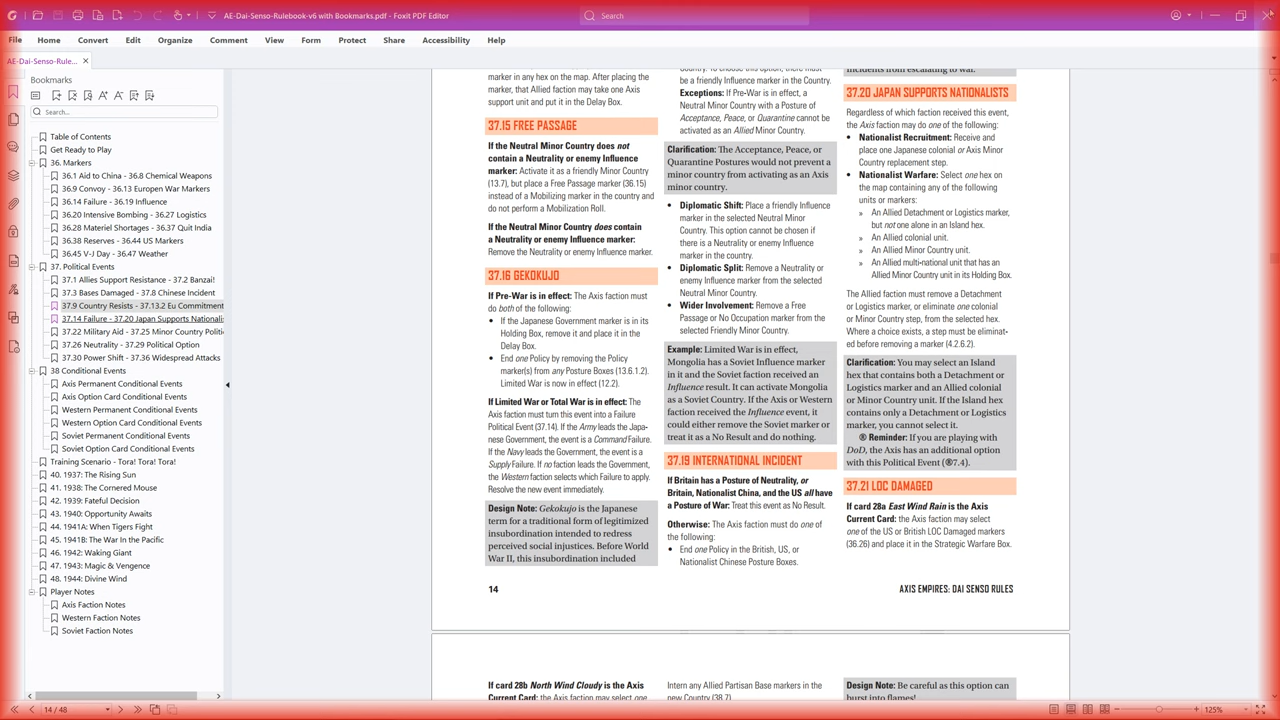 AE-Dai-Senso-Rulebook-v6 with Bookmarks.pdf - Foxit PDF Editor
Search
File Home Convert Edit Organize Comment View Form Protect Share Accessibility Help
AE-Dai-Senso-Rule...
Bookmarks
Search...
Table of Contents
Get Ready to Play
36. Markers
36.1 Aid to China - 36.8 Chemical Weapons
36.9 Convoy - 36.13 Europen War Markers
36.14 Failure - 36.19 Influence
36.20 Intensive Bombing - 36.27 Logistics
36.28 Materiel Shortages - 36.37 Quit India
36.38 Reserves - 36.44 US Markers
36.45 V-J Day - 36.47 Weather
37. Political Events
37.1 Allies Support Resistance - 37.2 Banzai!
37.3 Bases Damaged - 37.8 Chinese Incident
37.9 Country Resists - 37.13.2 Eu Commitment
37.14 Failure - 37.20 Japan Supports Nationalis
37.22 Military Aid - 37.25 Minor Country Politi
37.26 Neutrality - 37.29 Political Option
37.30 Power Shift - 37.36 Widespread Attacks
38 Conditional Events
Axis Permanent Conditional Events
Axis Option Card Conditional Events
Western Permanent Conditional Events
Western Option Card Conditional Events
Soviet Permanent Conditional Events
Soviet Option Card Conditional Events
Training Scenario - Tora! Tora! Tora!
40. 1937: The Rising Sun
41. 1938: The Cornered Mouse
42. 1939: Fateful Decision
43. 1940: Opportunity Awaits
44. 1941A: When Tigers Fight
45. 1941B: The War In the Pacific
46. 1942: Waking Giant
47. 1943: Magic & Vengence
48. 1944: Divine Wind
Player Notes
Axis Faction Notes
Western Faction Notes
Soviet Faction Notes
marker in any hex on the map. After placing the
marker, that Allied faction may take one Axis
support unit and put it in the Delay Box.
37.15 FREE PASSAGE
If the Neutral Minor Country does not
contain a Neutrality or enemy Influence
marker: Activate it as a friendly Minor Country
(13.7), but place a Free Passage marker (36.15)
instead of a Mobilizing marker in the country and
do not perform a Mobilization Roll.
If the Neutral Minor Country does contain
a Neutrality or enemy Influence marker:
Remove the Neutrality or enemy Influence marker.
37.16 GEKOKUJO
If Pre-War is in effect: The Axis faction must
do both of the following:
• If the Japanese Government marker is in its
Holding Box, remove it and place it in the
Delay Box.
• End one Policy by removing the Policy
marker(s) from any Posture Boxes (13.6.1.2).
Limited War is now in effect (12.2).
If Limited War or Total War is in effect: The
Axis faction must turn this event into a Failure
Political Event (37.14). If the Army leads the Japa-
nese Government, the event is a Command Failure.
If the Navy leads the Government, the event is a
Supply Failure. If no faction leads the Government,
the Western faction selects which Failure to apply.
Resolve the new event immediately.
Design Note: Gekokujo is the Japanese
term for a traditional form of legitimized
insubordination intended to redress
perceived social injustices. Before World
War II, this insubordination included
be a friendly Influence marker in the Country.
Exceptions: If Pre-War is in effect, a
Neutral Minor Country with a Posture of
Acceptance, Peace, or Quarantine cannot be
activated as an Allied Minor Country.
Clarification: The Acceptance, Peace, or
Quarantine Postures would not prevent a
minor country from activating as an Axis
minor country.
• Diplomatic Shift: Place a friendly Influence
marker in the selected Neutral Minor
Country. This option cannot be chosen if
there is a Neutrality or enemy Influence
marker in the country.
• Diplomatic Split: Remove a Neutrality or
enemy Influence marker from the selected
Neutral Minor Country.
• Wider Involvement: Remove a Free
Passage or No Occupation marker from the
selected Friendly Minor Country.
Example: Limited War is in effect,
Mongolia has a Soviet Influence marker
in it and the Soviet faction received an
Influence result. It can activate Mongolia
as a Soviet Country. If the Axis or Western
faction received the Influence event, it
could either remove the Soviet marker or
treat it as a No Result and do nothing.
37.19 INTERNATIONAL INCIDENT
If Britain has a Posture of Neutrality, or
Britain, Nationalist China, and the US all have
a Posture of War: Treat this event as No Result.
Otherwise: The Axis faction must do one of
the following:
• End one Policy in the British, US, or
Nationalist Chinese Posture Boxes.
incidents from escalating to war.
37.20 JAPAN SUPPORTS NATIONALISTS
Regardless of which faction received this event,
the Axis faction may do one of the following:
• Nationalist Recruitment: Receive and
place one Japanese colonial or Axis Minor
Country replacement step.
• Nationalist Warfare: Select one hex on
the map containing any of the following
units or markers:
» An Allied Detachment or Logistics marker,
but not one alone in an Island hex.
» An Allied colonial unit.
» An Allied Minor Country unit.
» An Allied multi-national unit that has an
Allied Minor County unit in its Holding Box.
The Allied faction must remove a Detachment
or Logistics marker, or eliminate one colonial
or Minor Country step, from the selected hex.
Where a choice exists, a step must be eliminat-
ed before removing a marker (4.2.6.2).
Clarification: You may select an Island
hex that contains both a Detachment or
Logistics marker and an Allied colonial
or Minor Country unit. If the Island hex
contains only a Detachment or Logistics
marker, you cannot select it.
® Reminder: If you are playing with
DoD, the Axis has an additional option
with this Political Event (®7.4).
37.21 LOC DAMAGED
If card 28a East Wind Rain is the Axis
Current Card: the Axis faction may select
one of the US or British LOC Damaged markers
(36.26) and place it in the Strategic Warfare Box.
14
AXIS EMPIRES: DAI SENSO RULES
If card 28b North Wind Cloudy is the Axis
Current Card: the Axis faction may select one
Intern any Allied Partisan Base markers in the
new Country (38.7)
Design Note: Be careful as this option can
burst into flames!
14 / 48
125%